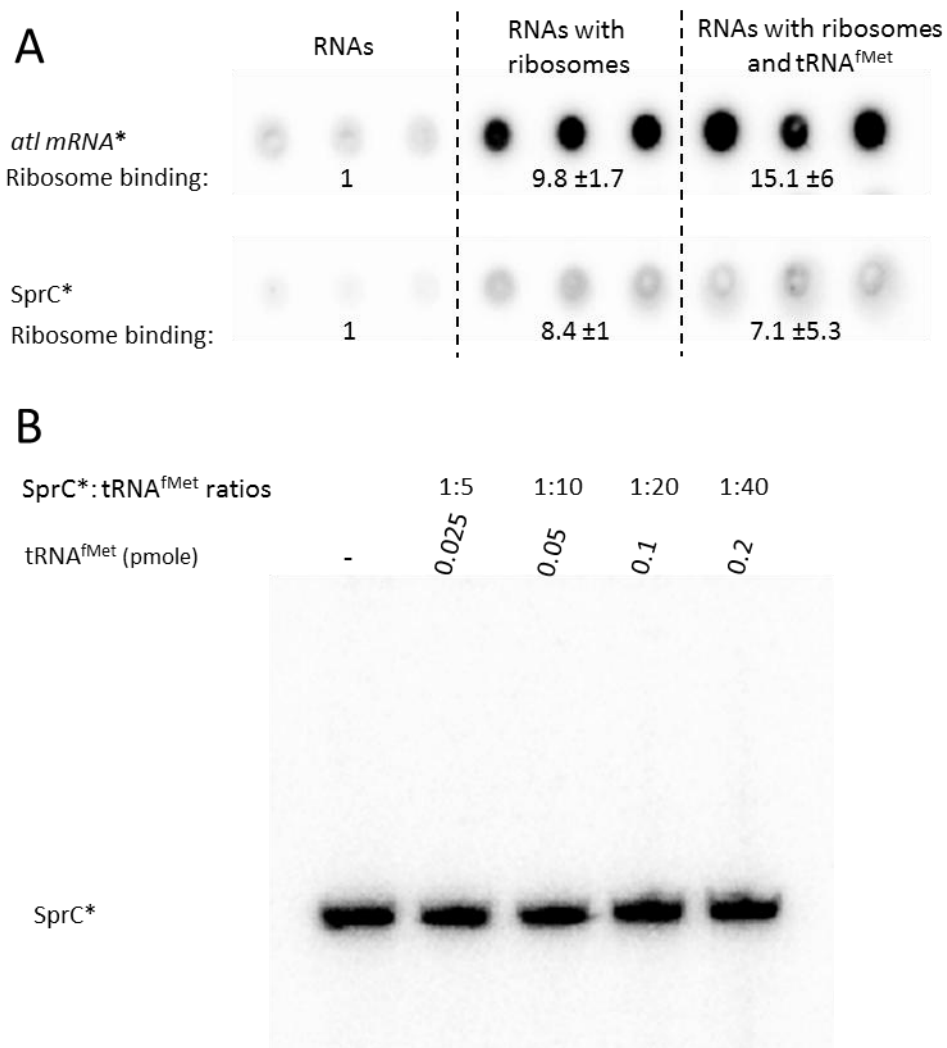 A
RNAs
RNAs with ribosomes
RNAs with ribosomes and tRNAfMet
atl mRNA*
Ribosome binding:
1
9.8 ±1.7
15.1 ±6
SprC*
Ribosome binding:
1
8.4 ±1
7.1 ±5.3
B
SprC*: tRNAfMet ratios
1:5
1:10
1:20
1:40
tRNAfMet (pmole)
-
0.025
0.05
0.1
0.2
SprC*